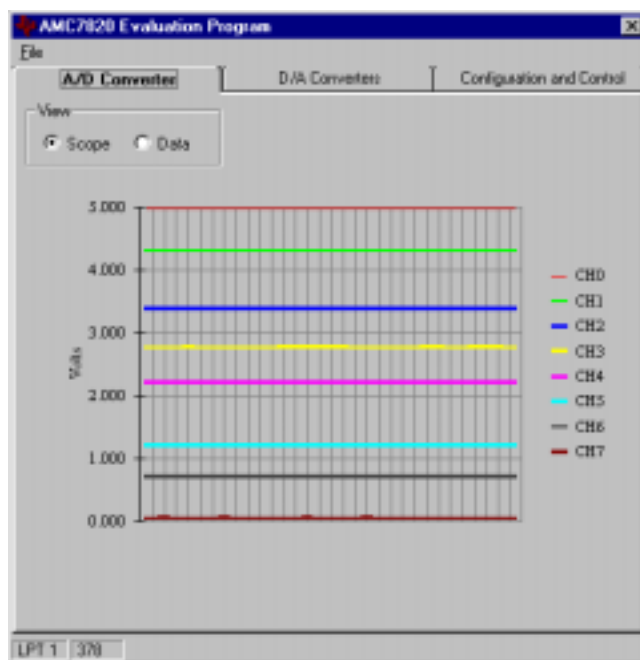 AMC7820 Evaluation Program
File
A/D Converter D/A Converters Configuration and Control
View
Scope Data
5.000
4.000
3.000
2.000
1.000
0.000
Volts
CH0
CH1
CH2
CH3
CH4
CH5
CH6
CH7
LPT 1 378